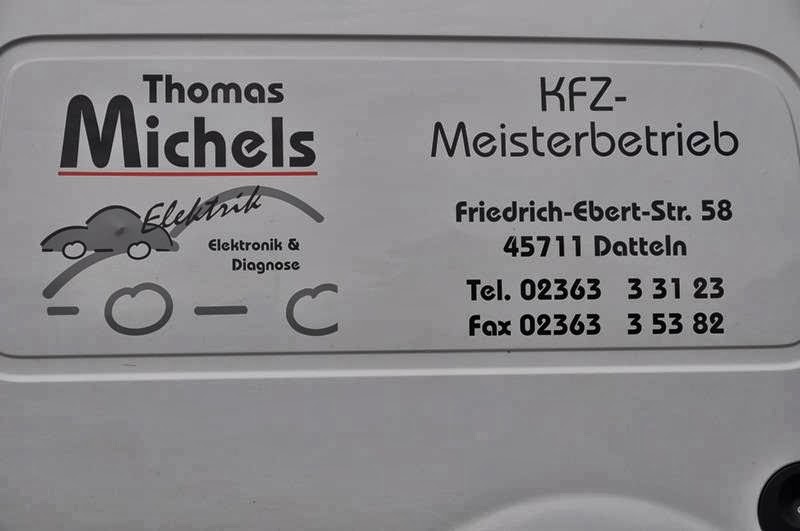 Thomas
Michels
Elektrik
Elektronik &
Diagnose
KFZ-
Meisterbetrieb
Friedrich-Ebert-Str. 58
45711 Datteln
Tel. 02363 3 31 23
Fax 02363 3 53 82